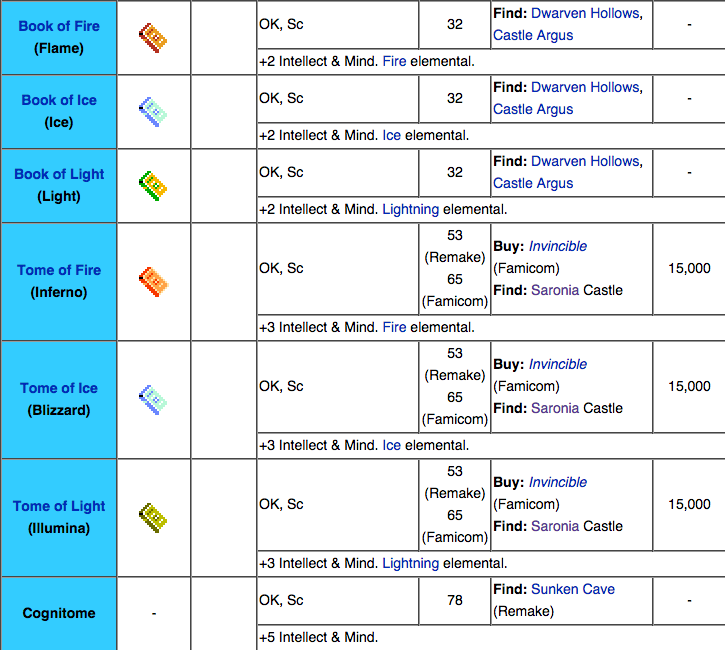 Book of Fire
(Flame)
OK, Sc
32
Find: Dwarven Hollows,
Castle Argus
-
+2 Intellect & Mind. Fire elemental.
Book of Ice
(Ice)
OK, Sc
32
Find: Dwarven Hollows,
Castle Argus
-
+2 Intellect & Mind. Ice elemental.
Book of Light
(Light)
OK, Sc
32
Find: Dwarven Hollows,
Castle Argus
-
+2 Intellect & Mind. Lightning elemental.
Tome of Fire
(Inferno)
OK, Sc
53
(Remake)
65
(Famicom)
Buy: Invincible
(Famicom)
Find: Saronia Castle
15,000
+3 Intellect & Mind. Fire elemental.
Tome of Ice
(Blizzard)
OK, Sc
53
(Remake)
65
(Famicom)
Buy: Invincible
(Famicom)
Find: Saronia Castle
15,000
+3 Intellect & Mind. Ice elemental.
Tome of Light
(Illumina)
OK, Sc
53
(Remake)
65
(Famicom)
Buy: Invincible
(Famicom)
Find: Saronia Castle
15,000
+3 Intellect & Mind. Lightning elemental.
Cognitome
-
OK, Sc
78
Find: Sunken Cave
(Remake)
-
+5 Intellect & Mind.